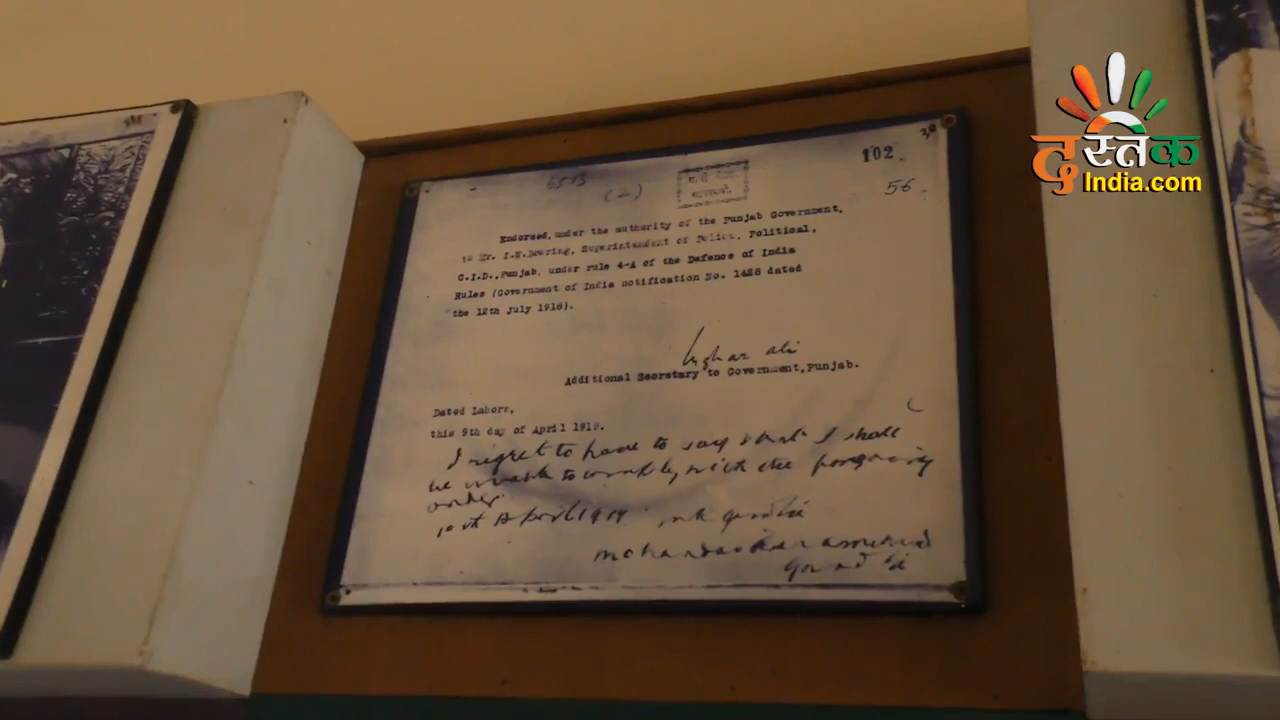 दस्तक
India.com
102.
(2)
56.
Endorsed, under the authority of the Punjab Government,
to Mr. I.N.Bowring, Superintendent of Police, Political,
C.I.D., Punjab, under rule 4-A of the Defence of India
Rules (Government of India notification No. 1428 dated
the 12th July 1918).
Additional Secretary to Government, Punjab.
Dated Lahore,
this 9th day of April 1919.
I regret to have to say that I shall
be unable to comply with the foregoing
order.
10th April 1919 mk gandhi
mohandas karamchand
gandhi